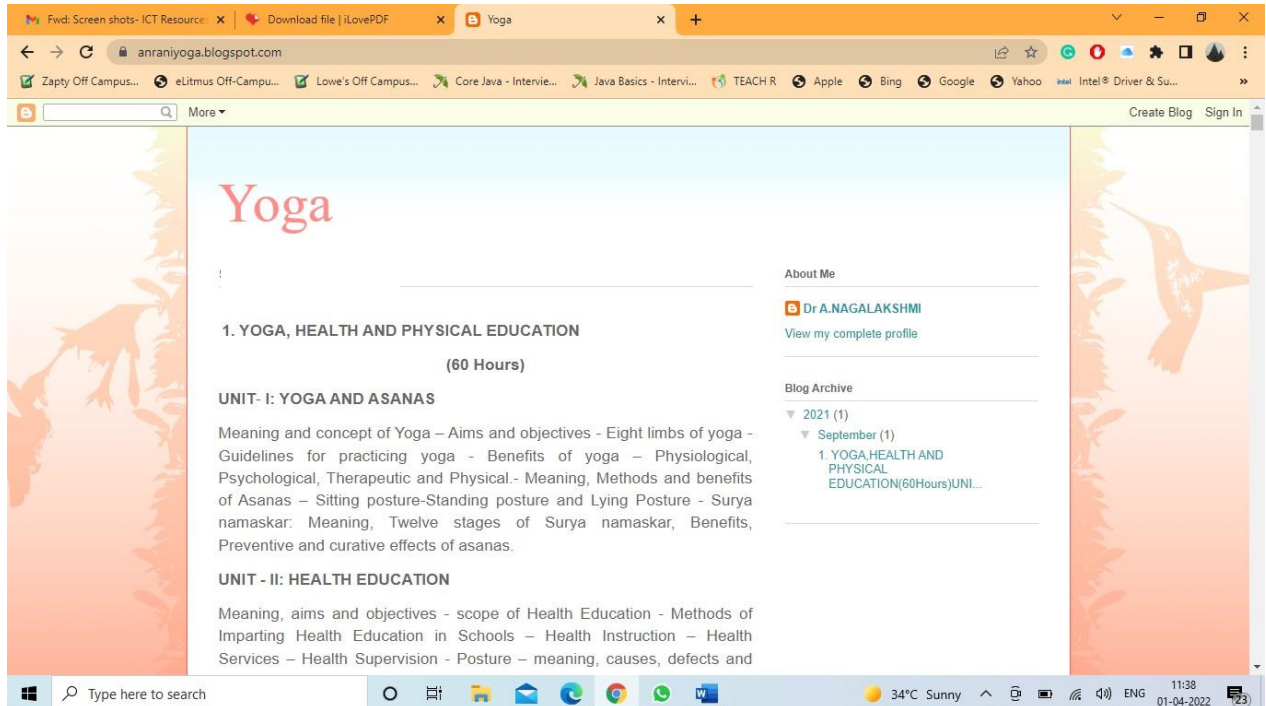 Fwd: Screen shots- ICT Resource
Download file | iLovePDF
Yoga
anraniyoga.blogspot.com
Zapty Off Campus...
eLitmus Off-Campu...
Lowe's Off Campus...
Core Java - Intervie...
Java Basics - Intervi...
TEACH R
Apple
Bing
Google
Yahoo
intel
Intel® Driver & Su...
»
More
Create Blog
Sign In
Yoga
1. YOGA, HEALTH AND PHYSICAL EDUCATION
(60 Hours)
UNIT- I: YOGA AND ASANAS
Meaning and concept of Yoga – Aims and objectives - Eight limbs of yoga -
Guidelines for practicing yoga - Benefits of yoga – Physiological,
Psychological, Therapeutic and Physical.- Meaning, Methods and benefits
of Asanas – Sitting posture-Standing posture and Lying Posture - Surya
namaskar: Meaning, Twelve stages of Surya namaskar, Benefits,
Preventive and curative effects of asanas.
UNIT - II: HEALTH EDUCATION
Meaning, aims and objectives - scope of Health Education - Methods of
Imparting Health Education in Schools – Health Instruction – Health
Services – Health Supervision - Posture – meaning, causes, defects and
About Me
Dr A.NAGALAKSHMI
View my complete profile
Blog Archive
▼ 2021 (1)
▼ September (1)
1. YOGA,HEALTH AND
PHYSICAL
EDUCATION(60Hours)UNI...
Type here to search
34°C Sunny
ENG
11:38
01-04-2022
23